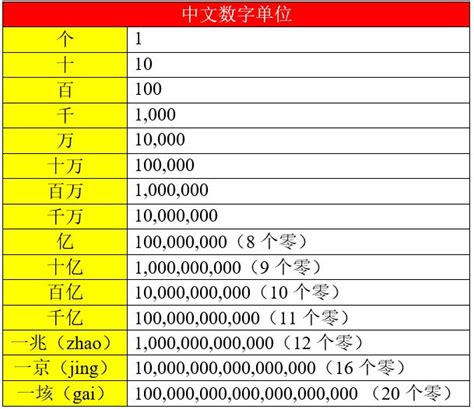 中文数字单位
个 1
十 10
百 100
千 1,000
万 10,000
十万 100,000
百万 1,000,000
千万 10,000,000
亿 100,000,000（8 个零）
十亿 1,000,000,000（9 个零）
百亿 10,000,000,000（10 个零）
千亿 100,000,000,000（11 个零）
一兆（zhao） 1,000,000,000,000（12 个零）
一京（jing） 10,000,000,000,000,000（16 个零）
一垓（gai） 100,000,000,000,000,000,000 （20 个零）